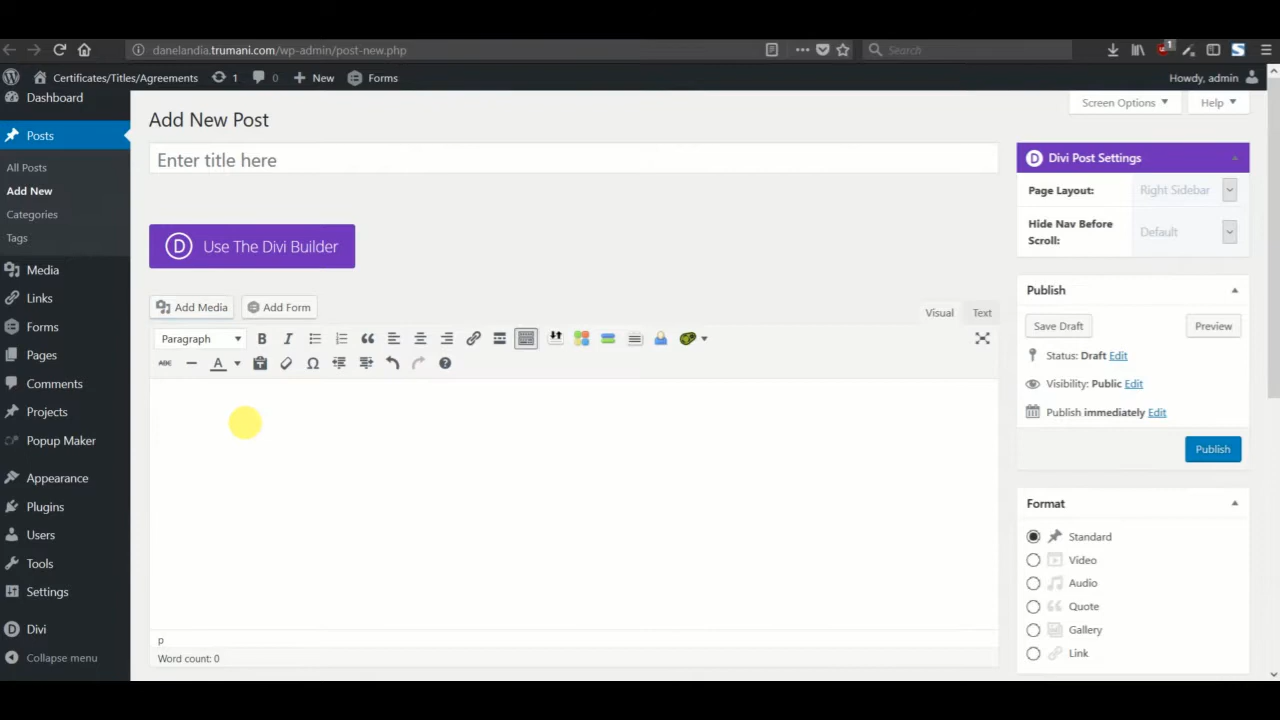 danelandia.trumani.com/wp-admin/post-new.php
Search
1
Certificates/Titles/Agreements
1
0
New
Forms
Howdy, admin
Dashboard
Posts
All Posts
Add New
Categories
Tags
Media
Links
Forms
Pages
Comments
Projects
Popup Maker
Appearance
Plugins
Users
Tools
Settings
Divi
Collapse menu
Screen Options
Help
Add New Post
Enter title here
D Use The Divi Builder
Add Media
Add Form
Visual
Text
Paragraph
B
I
ABC
A
p
Word count: 0
D Divi Post Settings
Page Layout:
Right Sidebar
Hide Nav Before
Scroll:
Default
Publish
Save Draft
Preview
Status: Draft Edit
Visibility: Public Edit
Publish immediately Edit
Publish
Format
Standard
Video
Audio
Quote
Gallery
Link